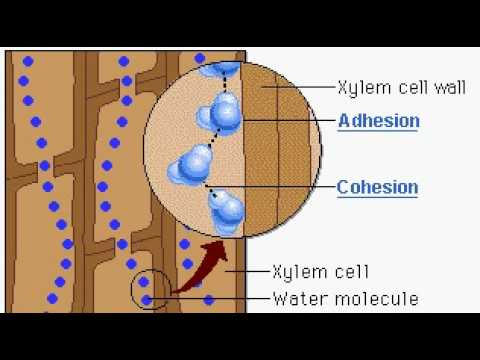 Xylem cell wall
Adhesion
Cohesion
Xylem cell
Water molecule